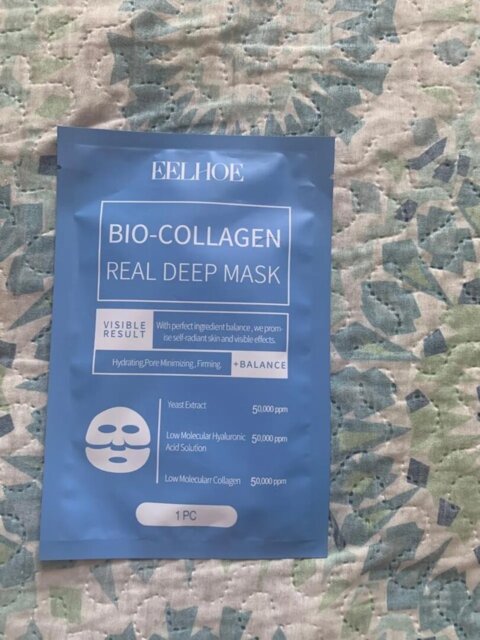 EELHOE
BIO-COLLAGEN
REAL DEEP MASK
VISIBLE
RESULT
With perfect ingredient balance , we prom-
ise self-radiant skin and visible effects.
Hydrating,Pore Minimizing , Firming.
+BALANCE
Yeast Extract 50,000 ppm
Low Molecular Hyaluronic 50,000 ppm
Acid Solution
Low Molecularr Collagen 50,000 ppm
1 PC